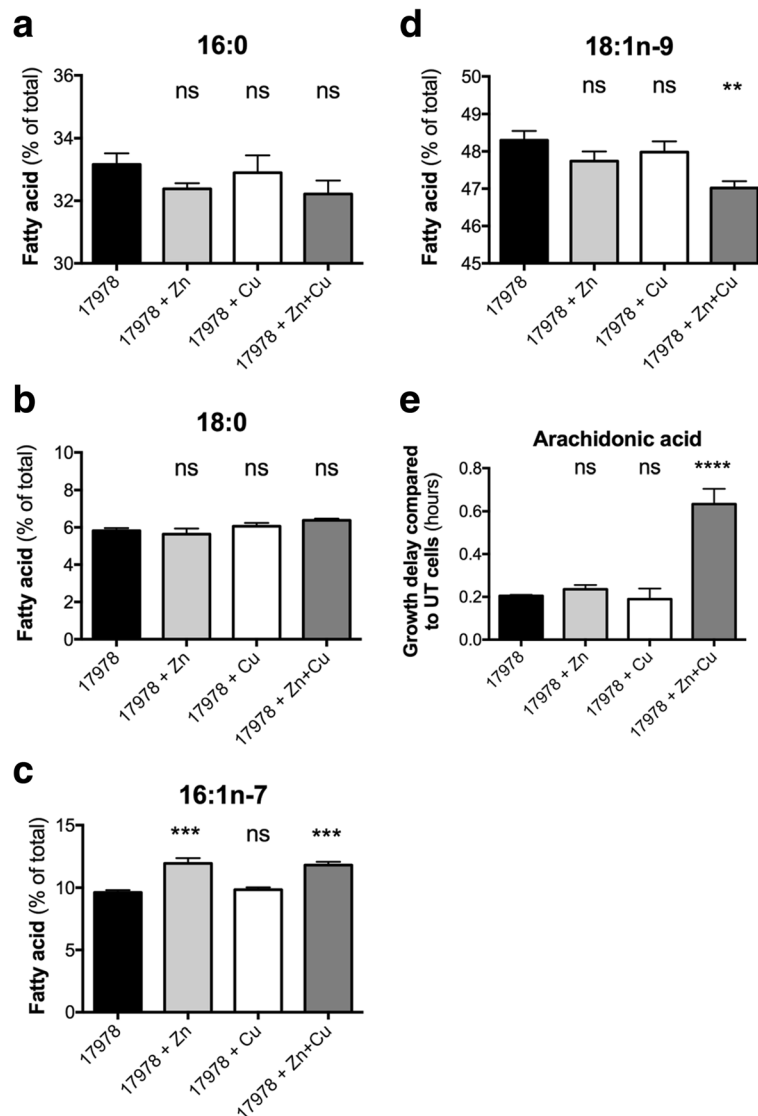 a
16:0
Fatty acid (% of total)
36
34
32
30
ns
ns
ns
17978
17978 + Zn
17978 + Cu
17978 + Zn+Cu
b
18:0
Fatty acid (% of total)
10
8
6
4
2
0
ns
ns
ns
17978
17978 + Zn
17978 + Cu
17978 + Zn+Cu
c
16:1n-7
Fatty acid (% of total)
15
10
5
0
***
ns
***
17978
17978 + Zn
17978 + Cu
17978 + Zn+Cu
d
18:1n-9
Fatty acid (% of total)
50
49
48
47
46
45
ns
ns
**
17978
17978 + Zn
17978 + Cu
17978 + Zn+Cu
e
Arachidonic acid
Growth delay compared
to UT cells (hours)
0.8
0.6
0.4
0.2
0.0
ns
ns
****
17978
17978 + Zn
17978 + Cu
17978 + Zn+Cu